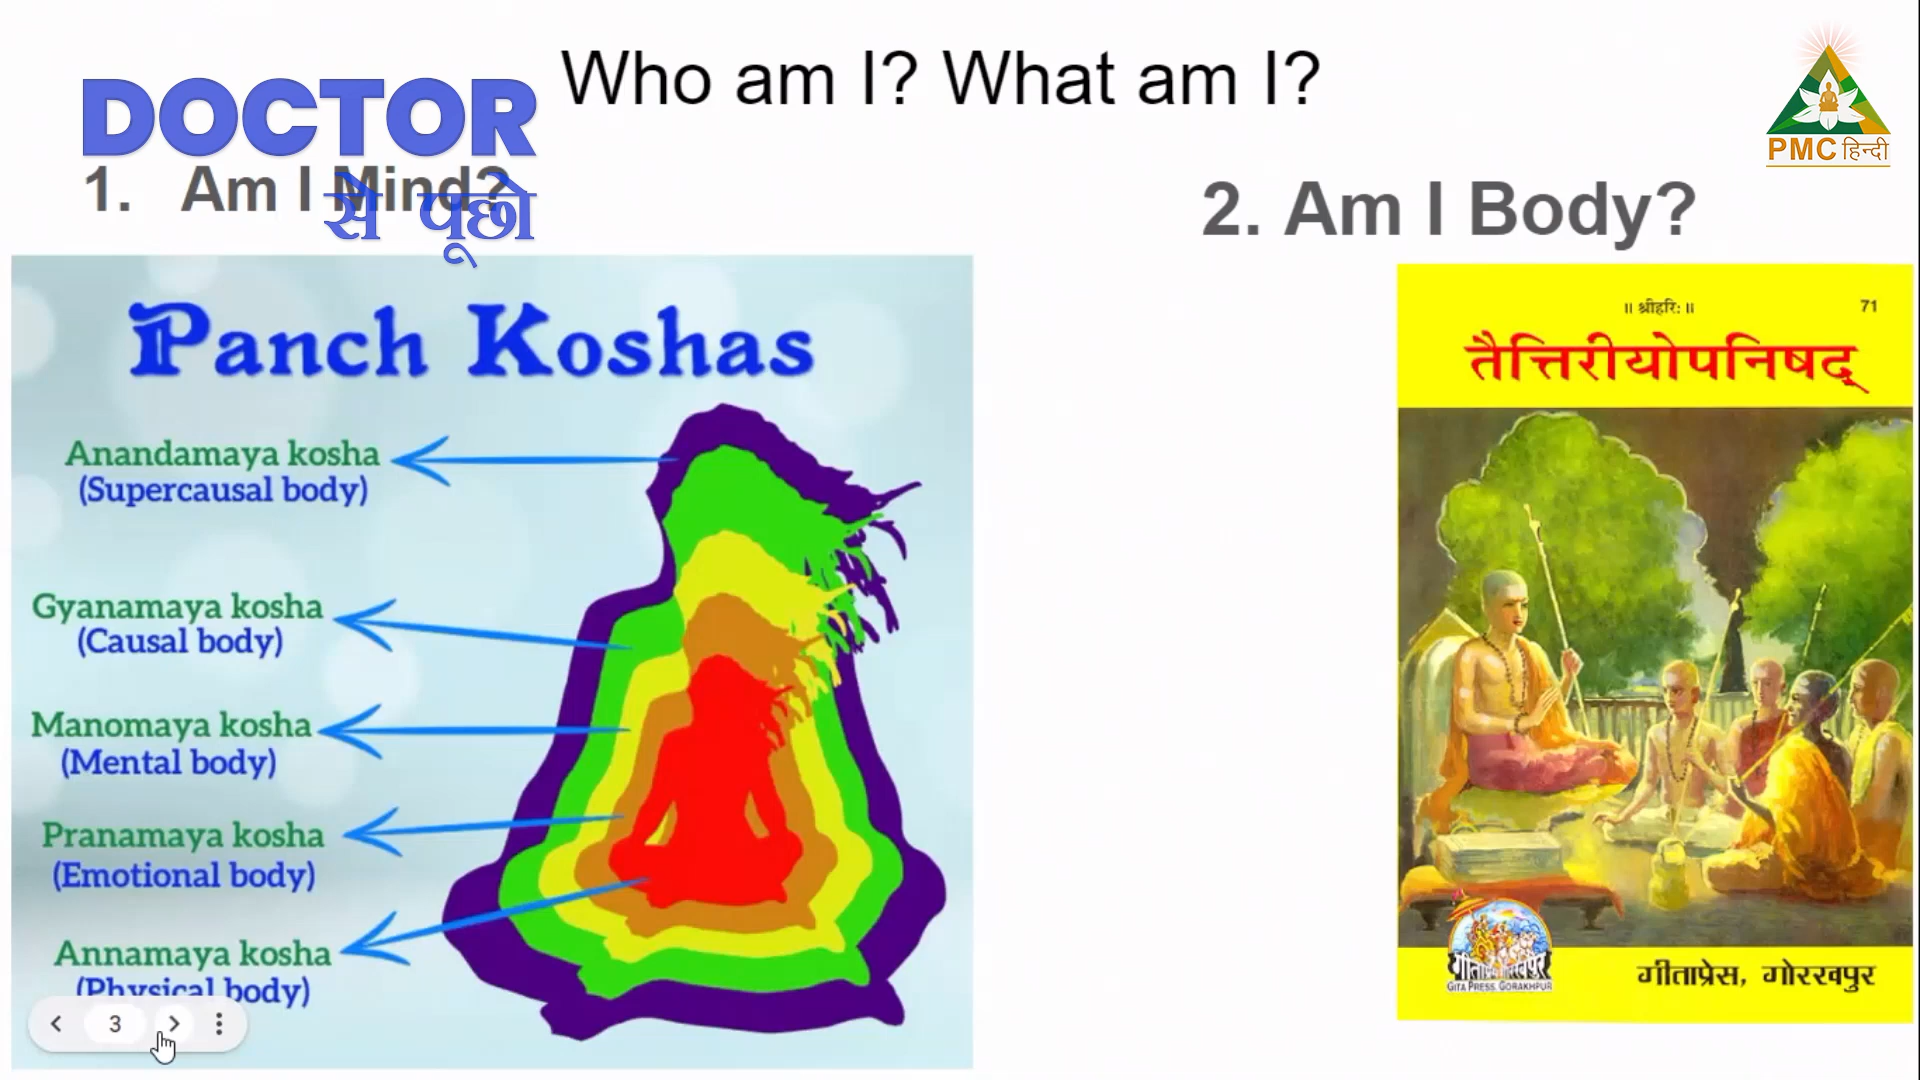 Who am I? What am I?
DOCTOR
से पूछो
PMC हिन्दी
1. Am I Mind?
2. Am I Body?
Panch Koshas
Anandamaya kosha
(Supercausal body)
Gyanamaya kosha
(Causal body)
Manomaya kosha
(Mental body)
Pranamaya kosha
(Emotional body)
Annamaya kosha
(Physical body)
3
॥ श्रीहरिः ॥
71
तैत्तिरीयोपनिषद्
गीताप्रेस गोरखपुर
GITA PRESS, GORAKHPUR
गीताप्रेस, गोरखपुर